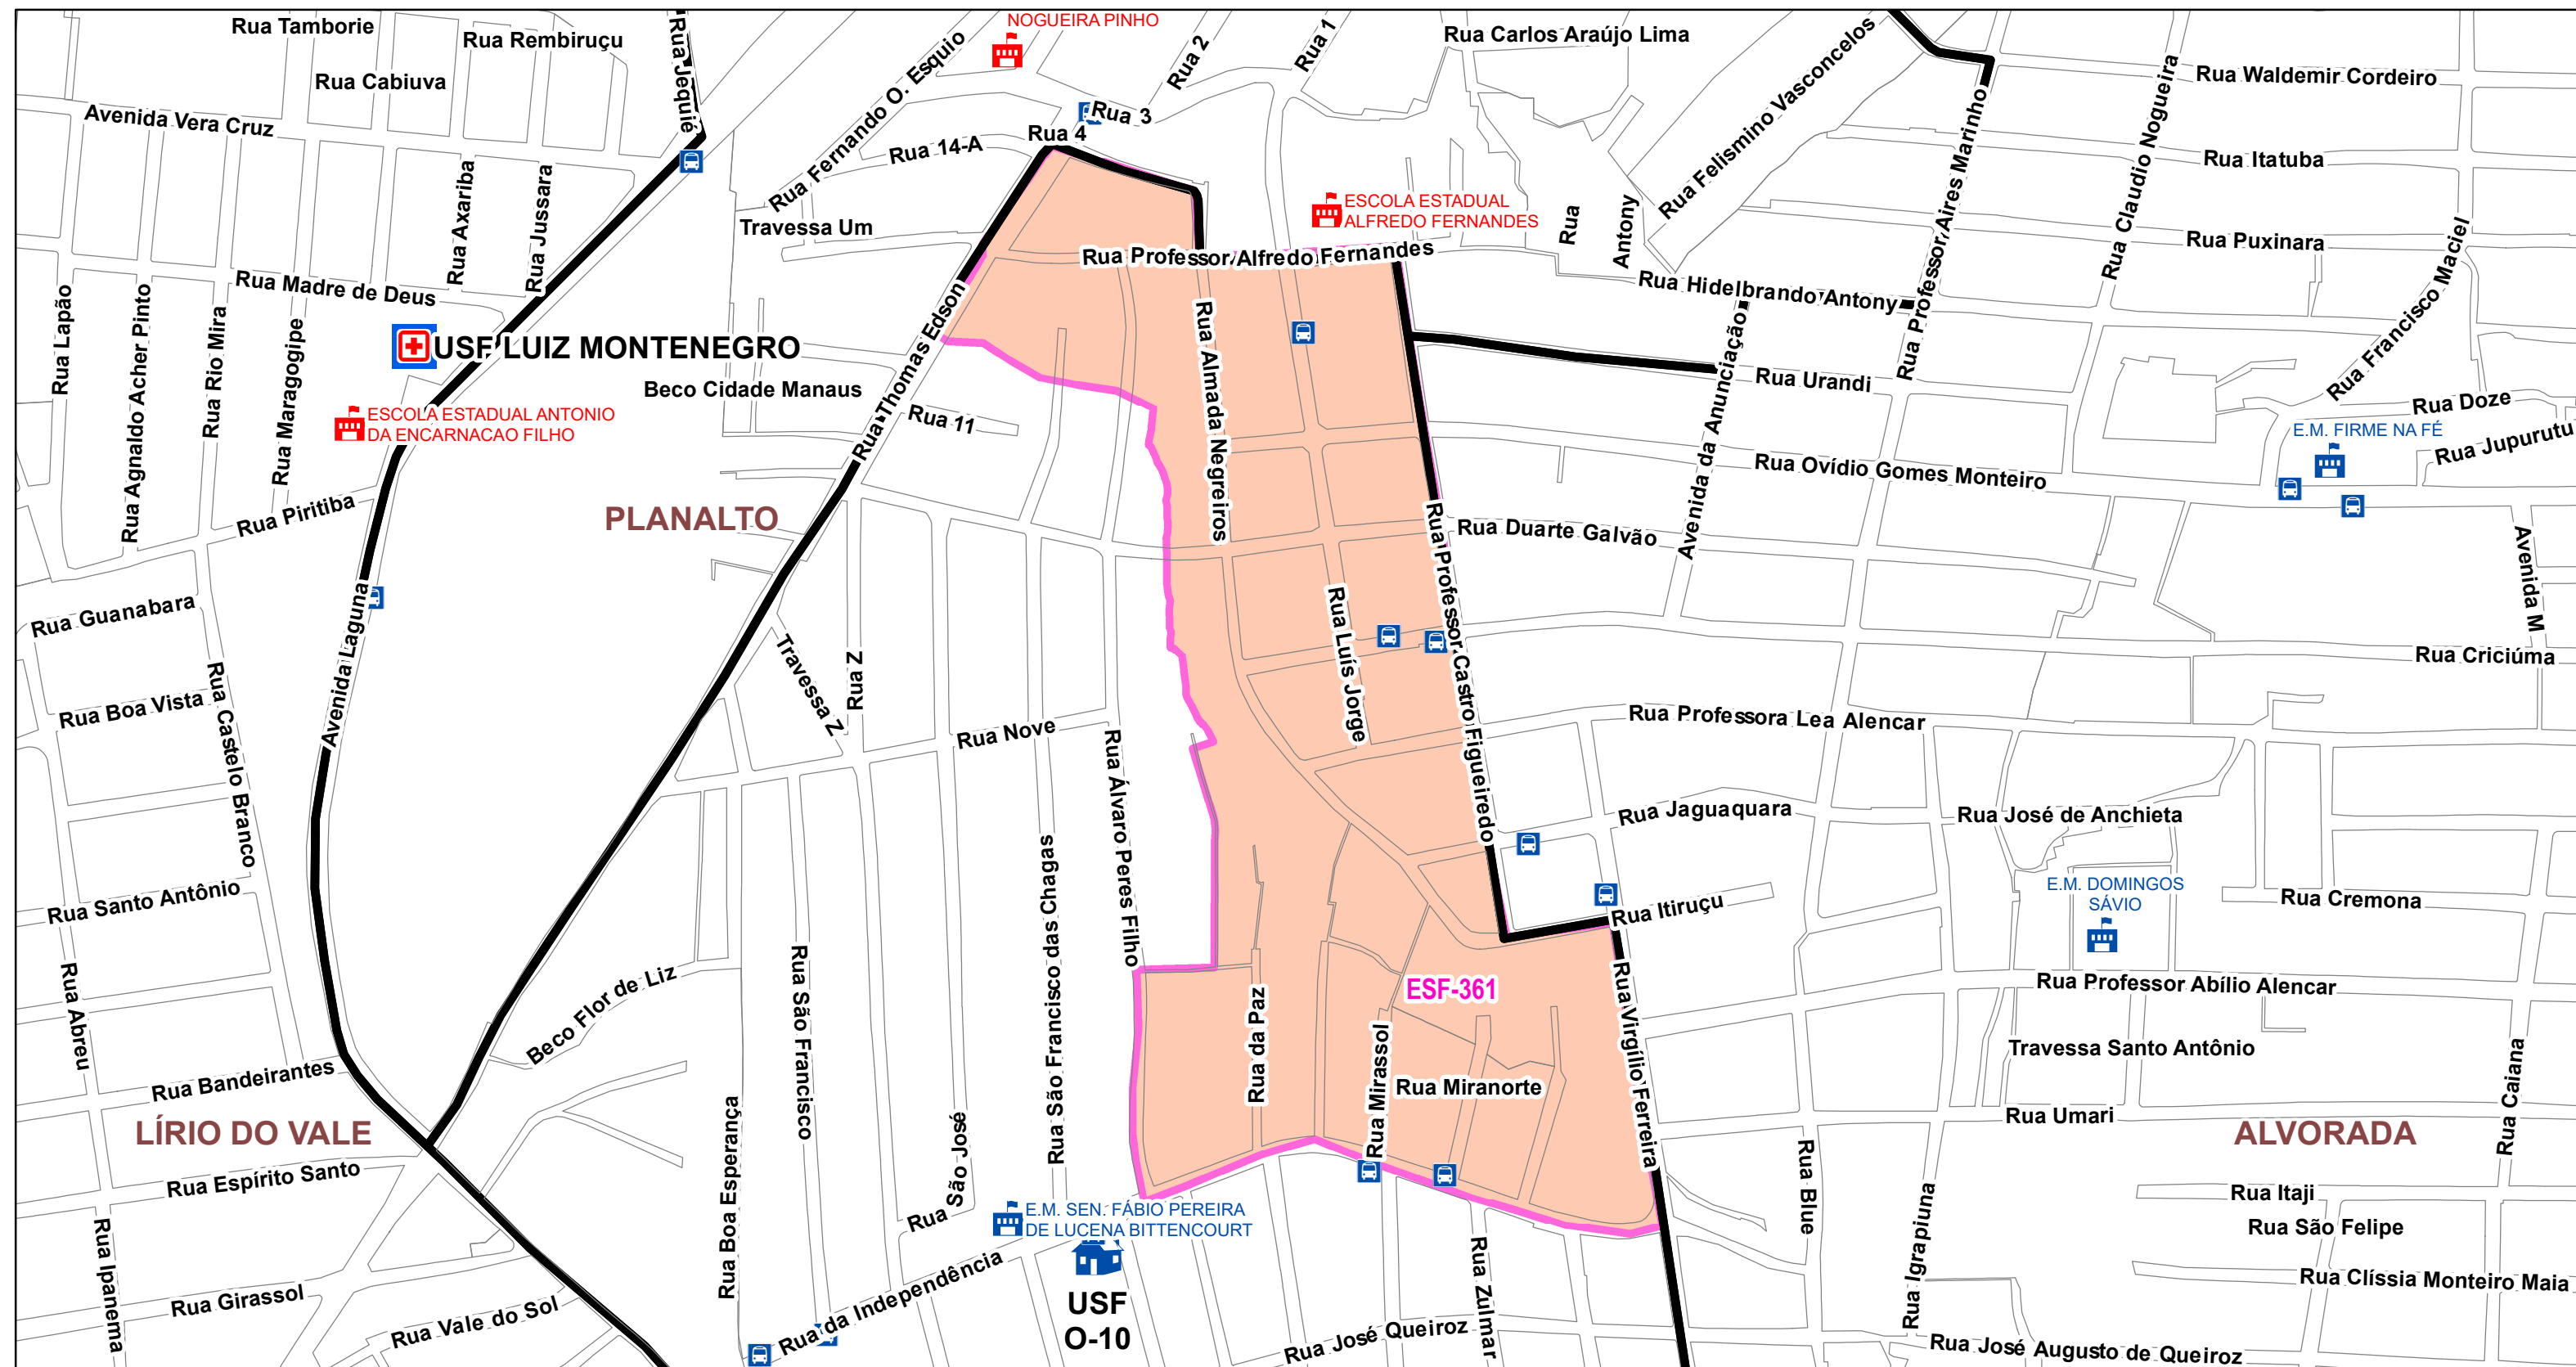 Rua Tamborie
Rua Rembiruçu
Rua Cabiuva
Avenida Vera Cruz
Rua Jequié
Rua Axariba
Rua Jussara
Rua Madre de Deus
Rua Lapão
Rua Agnaldo Acher Pinto
Rua Rio Mira
Rua Maragogipe
Rua Piritiba
USF LUIZ MONTENEGRO
ESCOLA ESTADUAL ANTONIO
DA ENCARNACAO FILHO
NOGUEIRA PINHO
Rua Fernando O. Esquio
Rua 14-A
Travessa Um
Rua 4
Rua 3
Rua 2
Rua 1
Rua Carlos Araújo Lima
Rua Felismino Vasconcelos
ESCOLA ESTADUAL
ALFREDO FERNANDES
Rua Professor Alfredo Fernandes
Rua
Antony
Rua Hidelbrando Antony
Rua Professor Aires Marinho
Rua Claudio Nogueira
Rua Waldemir Cordeiro
Rua Itatuba
Rua Puxinara
Rua Francisco Maciel
Rua Doze
Rua Jupurutu
E.M. FIRME NA FÉ
Rua Urandi
Avenida da Anunciação
Rua Ovídio Gomes Monteiro
Rua Duarte Galvão
Avenida M
Rua Criciúma
Beco Cidade Manaus
Rua Thomas Edson
Rua 11
PLANALTO
Rua Almada Negreiros
Rua Luís Jorge
Rua Professor Castro Figueiredo
Rua Guanabara
Rua Boa Vista
Rua Castelo Branco
Avenida Laguna
Travessa Z
Rua Z
Rua Nove
Rua Álvaro Peres Filho
Rua Professora Lea Alencar
Rua Jaguaquara
Rua José de Anchieta
Rua Itiruçu
E.M. DOMINGOS
SÁVIO
Rua Cremona
Rua Professor Abílio Alencar
Travessa Santo Antônio
Rua Umari
Rua Caiana
ALVORADA
Rua Santo Antônio
Rua Abreu
Rua Bandeirantes
LÍRIO DO VALE
Rua Espírito Santo
Rua Ipanema
Rua Girassol
Rua Vale do Sol
Beco Flor de Liz
Rua Boa Esperança
Rua São Francisco
Rua São José
Rua São Francisco das Chagas
ESF-361
Rua da Paz
Rua Mirassol
Rua Miranorte
Rua Virgílio Ferreira
E.M. SEN. FÁBIO PEREIRA
DE LUCENA BITTENCOURT
USF
O-10
Rua da Independência
Rua José Queiroz
Rua Zulmar
Rua Blue
Rua Igrapiuna
Rua Itaji
Rua São Felipe
Rua Clíssia Monteiro Maia
Rua José Augusto de Queiroz